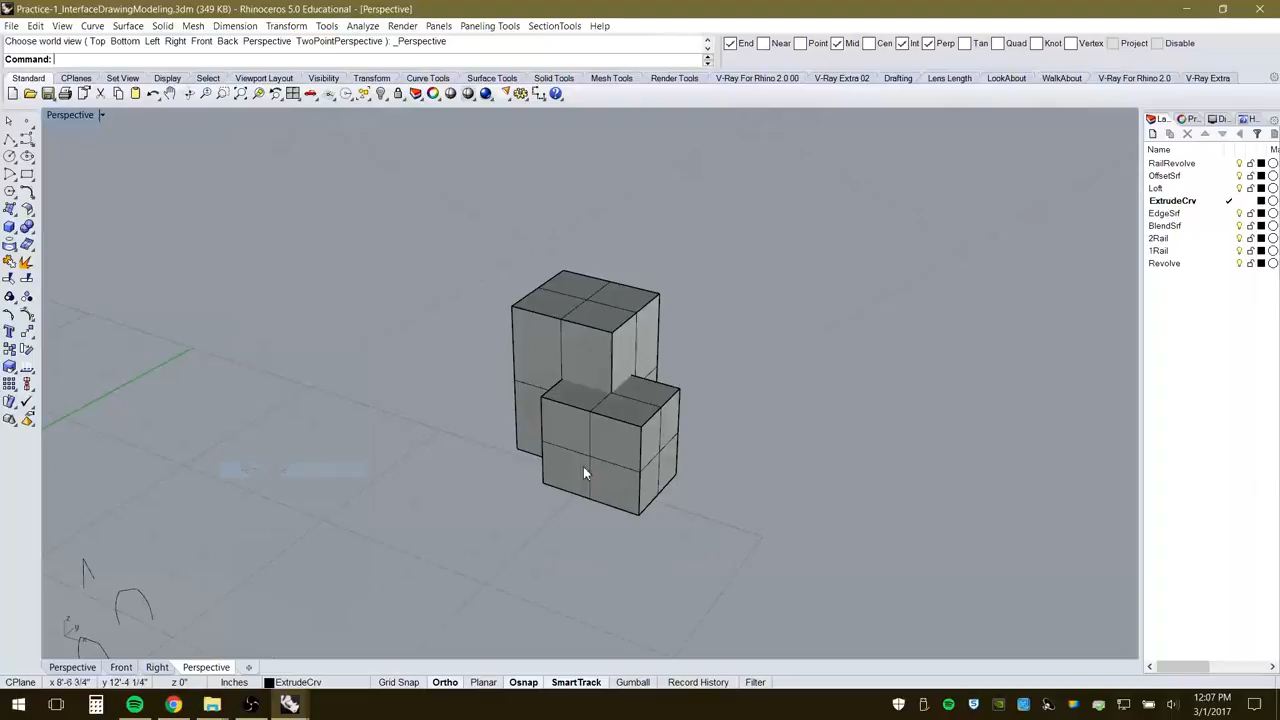 Practice-1_InterfaceDrawingModeling.3dm (349 KB) - Rhinoceros 5.0 Educational - [Perspective]
File Edit View Curve Surface Solid Mesh Dimension Transform Tools Analyze Render Panels Paneling Tools SectionTools Help
Choose world view ( Top Bottom Left Right Front Back Perspective TwoPointPerspective ): _Perspective
Command:
End Near Point Mid Cen Int Perp Tan Quad Knot Vertex Project Disable
Standard CPlanes Set View Display Select Viewport Layout Visibility Transform Curve Tools Surface Tools Solid Tools Mesh Tools Render Tools V-Ray For Rhino 2.0 00 V-Ray Extra 02 Drafting Lens Length LookAbout WalkAbout V-Ray For Rhino 2.0 V-Ray Extra
Perspective
La... Pr... Di... H...
Name Ma
RailRevolve
OffsetSrf
Loft
ExtrudeCrv
EdgeSrf
BlendSrf
2Rail
1Rail
Revolve
z y
Perspective Front Right Perspective
CPlane x 8'-6 3/4" y 12'-4 1/4" z 0" Inches ExtrudeCrv Grid Snap Ortho Planar Osnap SmartTrack Gumball Record History Filter
12:07 PM
3/1/2017